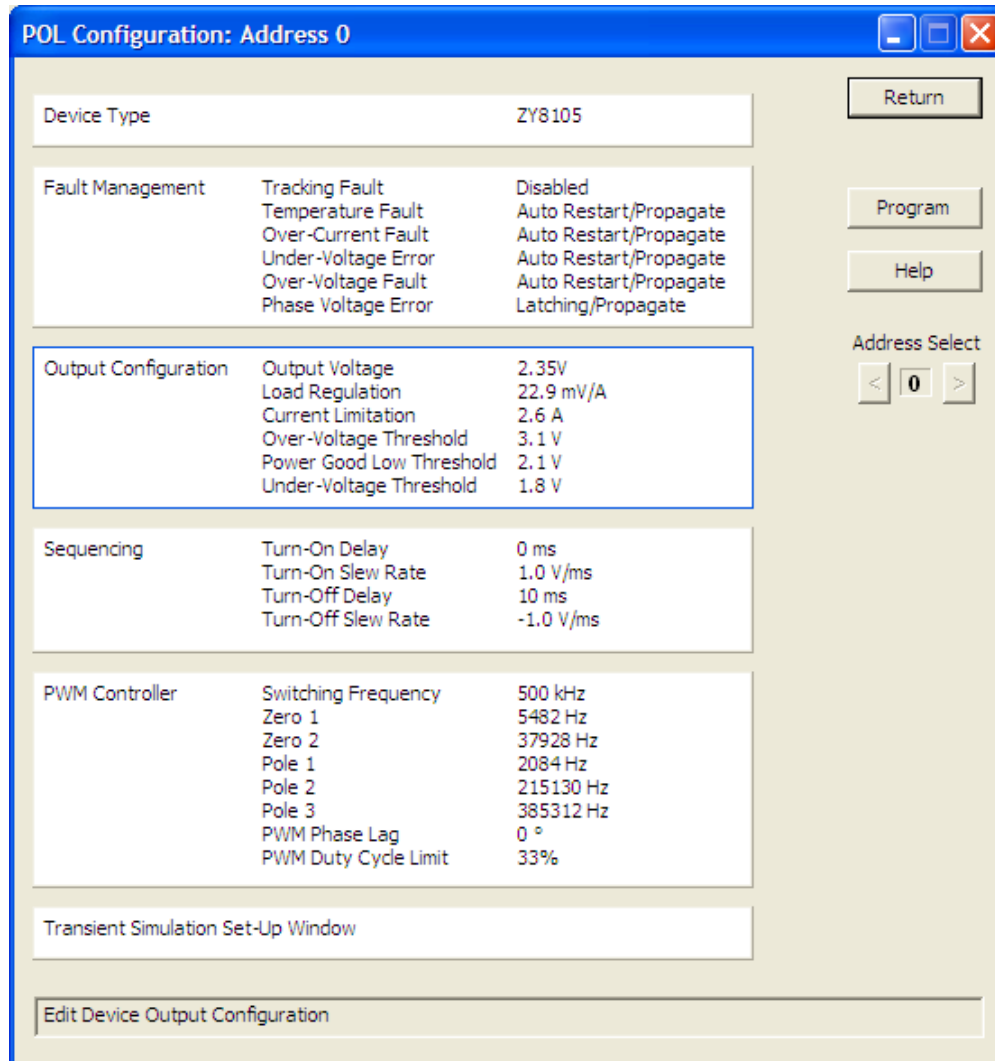 POL Configuration: Address 0
Return
Device Type ZY8105
Fault Management Tracking Fault Disabled
Temperature Fault Auto Restart/Propagate
Over-Current Fault Auto Restart/Propagate
Under-Voltage Error Auto Restart/Propagate
Over-Voltage Fault Auto Restart/Propagate
Phase Voltage Error Latching/Propagate
Program
Help
Address Select
< 0 >
Output Configuration Output Voltage 2.35V
Load Regulation 22.9 mV/A
Current Limitation 2.6 A
Over-Voltage Threshold 3.1 V
Power Good Low Threshold 2.1 V
Under-Voltage Threshold 1.8 V
Sequencing Turn-On Delay 0 ms
Turn-On Slew Rate 1.0 V/ms
Turn-Off Delay 10 ms
Turn-Off Slew Rate -1.0 V/ms
PWM Controller Switching Frequency 500 kHz
Zero 1 5482 Hz
Zero 2 37928 Hz
Pole 1 2084 Hz
Pole 2 215130 Hz
Pole 3 385312 Hz
PWM Phase Lag 0 °
PWM Duty Cycle Limit 33%
Transient Simulation Set-Up Window
Edit Device Output Configuration